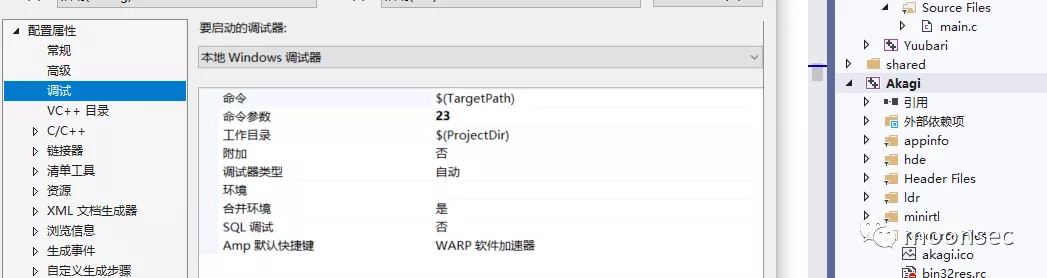 配置属性
常规
高级
调试
VC++ 目录
C/C++
链接器
清单工具
资源
XML 文档生成器
浏览信息
生成事件
自定义生成步骤
要启动的调试器:
本地 Windows 调试器
命令 $(TargetPath)
命令参数 23
工作目录 $(ProjectDir)
附加 否
调试器类型 自动
环境
合并环境 是
SQL 调试 否
Amp 默认快捷键 WARP 软件加速器
Source Files
main.c
Yuubari
shared
Akagi
引用
外部依赖项
appinfo
hde
Header Files
ldr
minirtl
moonsec
akagi.ico
bin32res.rc